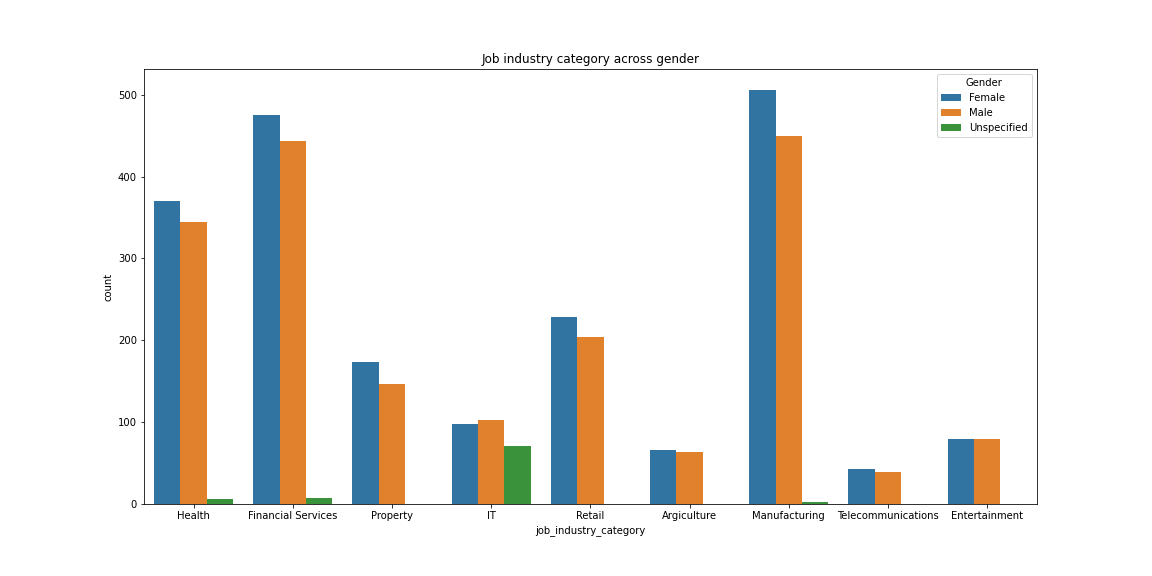 Job industry category across gender
Gender
Female
Male
Unspecified
500
400
300
200
100
0
count
Health Financial Services Property IT Retail Argiculture Manufacturing Telecommunications Entertainment
job_industry_category